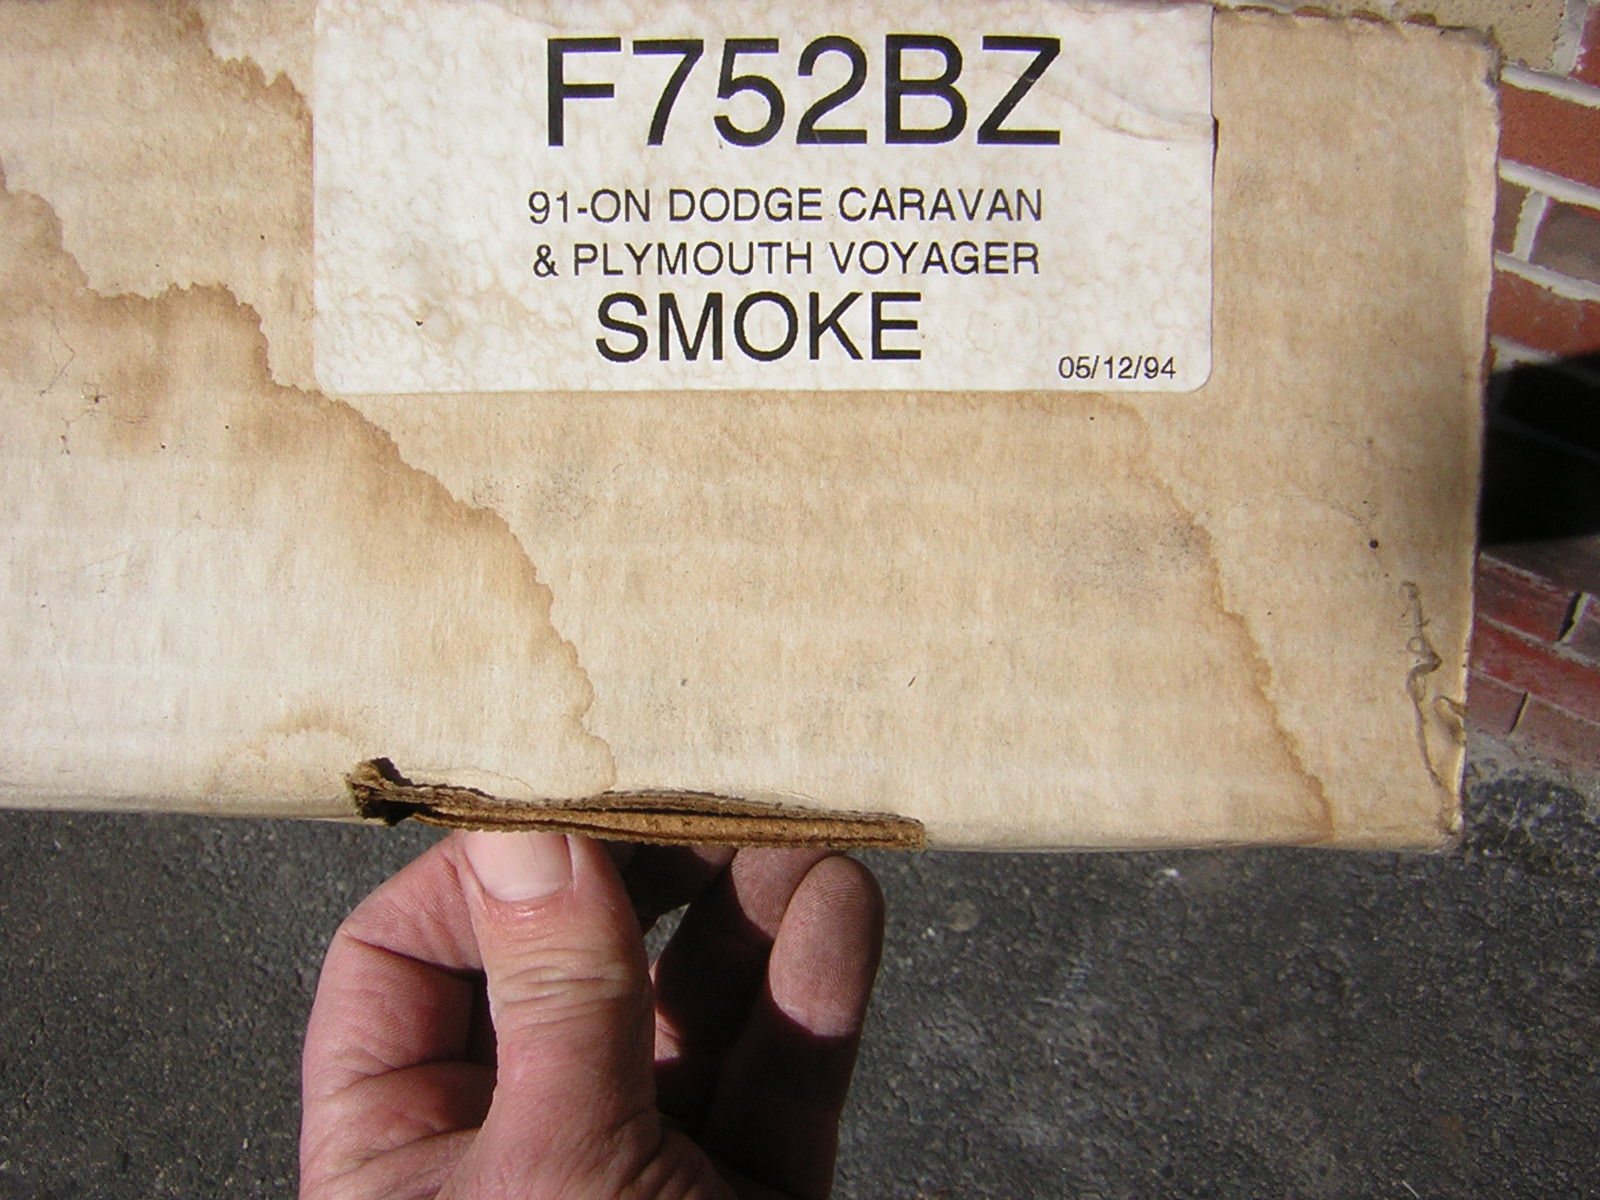 F752BZ
91-ON DODGE CARAVAN
& PLYMOUTH VOYAGER
SMOKE
05/12/94